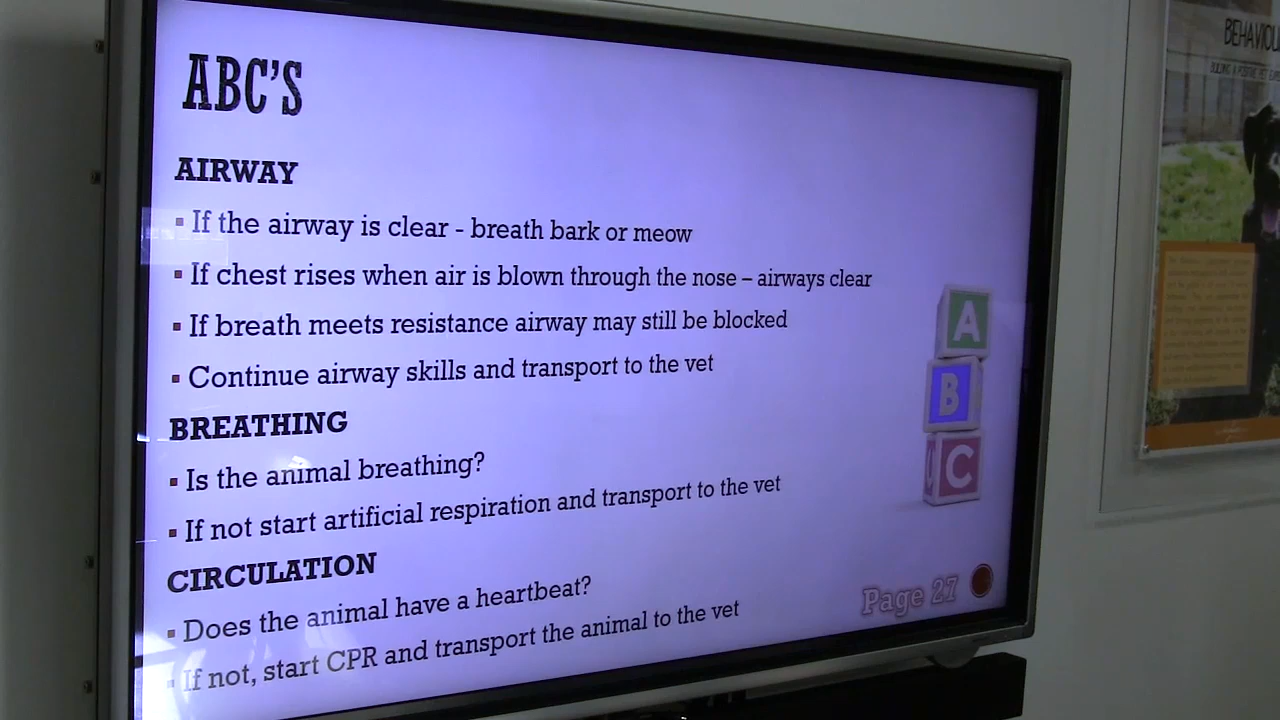 ABC'S
AIRWAY
▪ If the airway is clear - breath bark or meow
▪ If chest rises when air is blown through the nose – airways clear
▪ If breath meets resistance airway may still be blocked
▪ Continue airway skills and transport to the vet
BREATHING
▪ Is the animal breathing?
▪ If not start artificial respiration and transport to the vet
CIRCULATION
▪ Does the animal have a heartbeat?
▪ If not, start CPR and transport the animal to the vet
A
B
C
Page 27
BEHAVIOU
BUILDING A POSITIVE